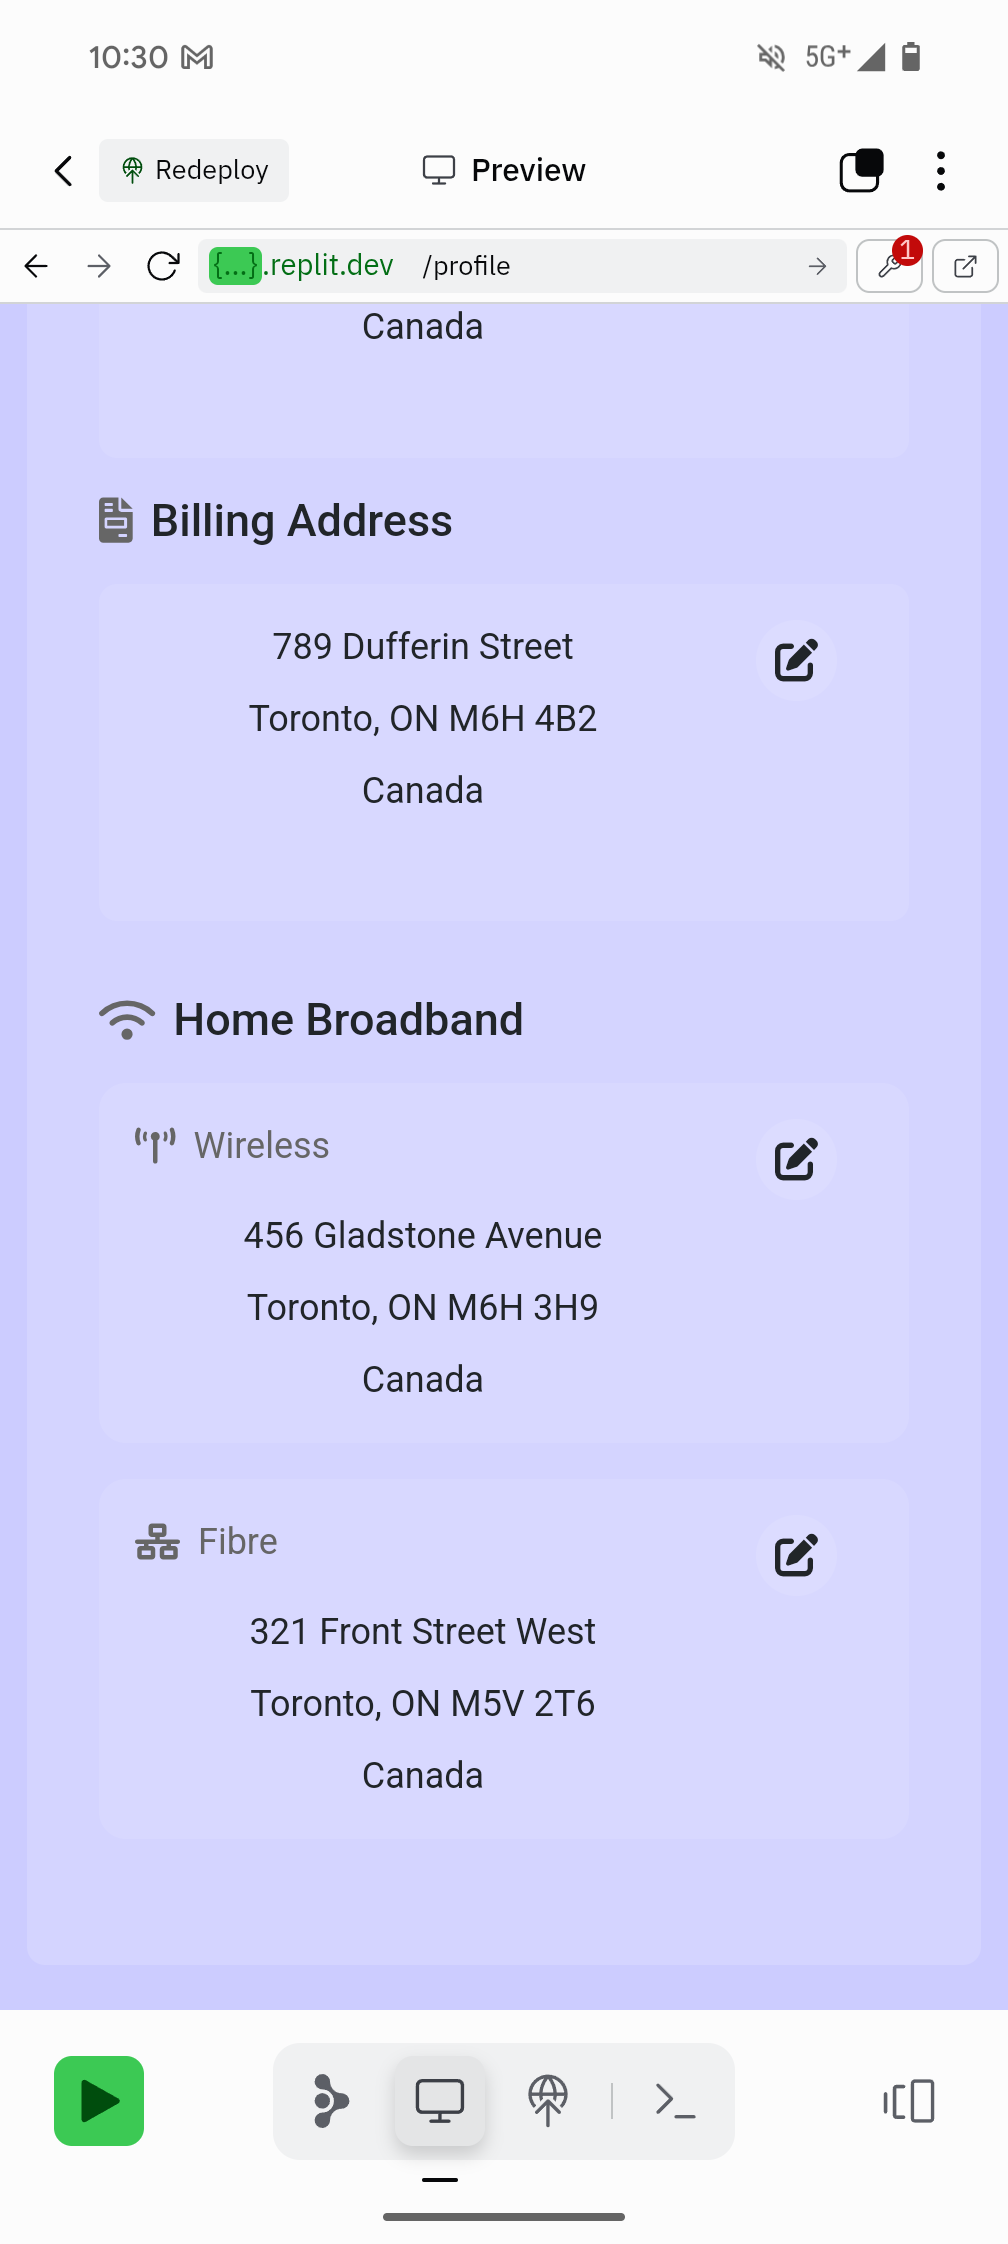 10:30 5G+
Redeploy Preview
{...}.replit.dev /profile 1
Canada
Billing Address
789 Dufferin Street
Toronto, ON M6H 4B2
Canada
Home Broadband
Wireless
456 Gladstone Avenue
Toronto, ON M6H 3H9
Canada
Fibre
321 Front Street West
Toronto, ON M5V 2T6
Canada